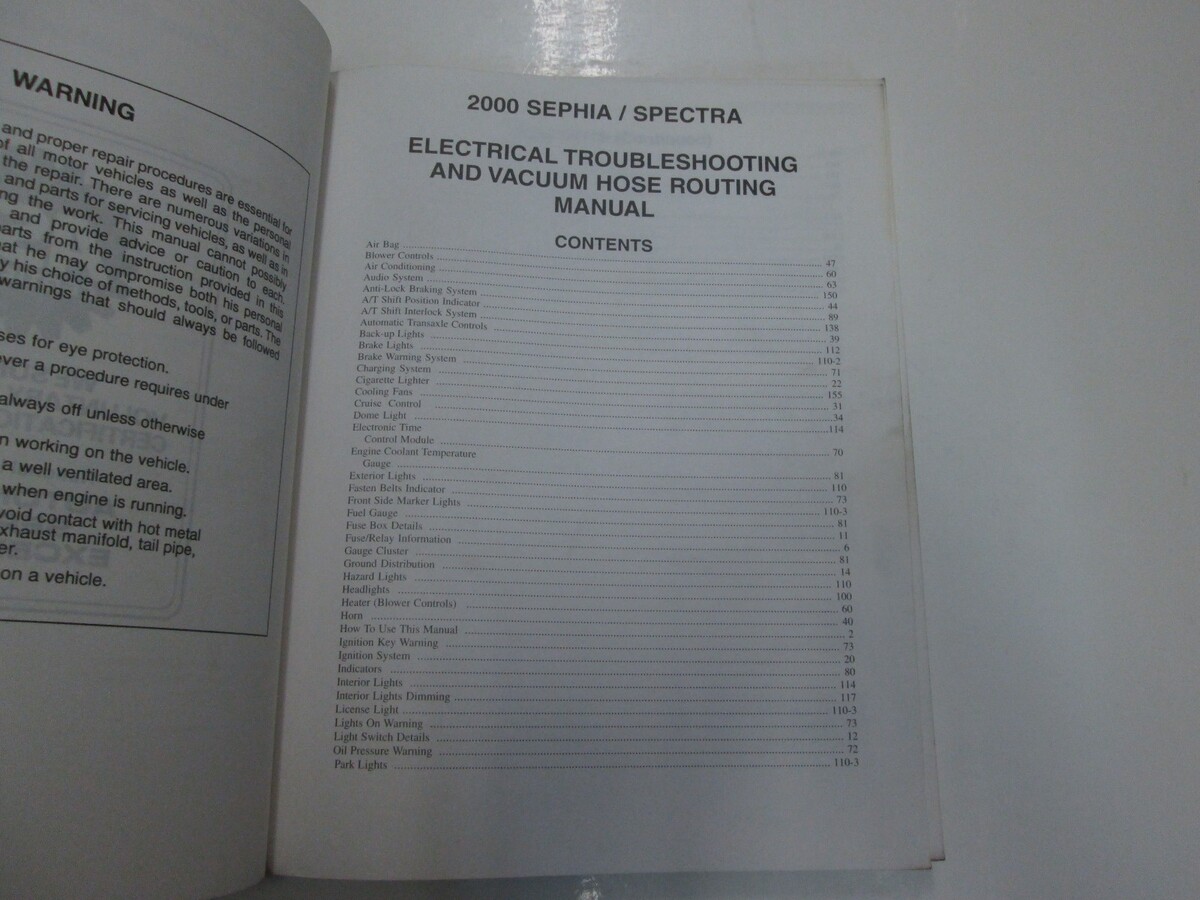 WARNING
and proper repair procedures are essential for
of all motor vehicles as well as the personal
the repair. There are numerous variations in
and parts for servicing vehicles, as well as in
ng the work. This manual cannot possibly
and provide advice or caution to each.
arts from the instruction provided in this
at he may compromise both his personal
y his choice of methods, tools, or parts. The
warnings that should always be followed
ses for eye protection.
ever a procedure requires under
always off unless otherwise
n working on the vehicle.
a well ventilated area.
when engine is running.
void contact with hot metal
xhaust manifold, tail pipe,
er.
on a vehicle.
2000 SEPHIA / SPECTRA
ELECTRICAL TROUBLESHOOTING
AND VACUUM HOSE ROUTING
MANUAL
CONTENTS
Air Bag ........ 47
Blower Controls ........ 60
Air Conditioning ........ 63
Audio System ........ 150
Anti-Lock Braking System ........ 44
A/T Shift Position Indicator ........ 89
A/T Shift Interlock System ........ 138
Automatic Transaxle Controls ........ 39
Back-up Lights ........ 112
Brake Lights ........ 110-2
Brake Warning System ........ 71
Charging System ........ 22
Cigarette Lighter ........ 155
Cooling Fans ........ 31
Cruise Control ........ 34
Dome Light ........ 114
Electronic Time
Control Module ........ 70
Engine Coolant Temperature
Gauge ........ 81
Exterior Lights ........ 110
Fasten Belts Indicator ........ 73
Front Side Marker Lights ........ 110-3
Fuel Gauge ........ 81
Fuse Box Details ........ 11
Fuse/Relay Information ........ 6
Gauge Cluster ........ 81
Ground Distribution ........ 14
Hazard Lights ........ 110
Headlights ........ 100
Heater (Blower Controls) ........ 60
Horn ........ 40
How To Use This Manual ........ 2
Ignition Key Warning ........ 73
Ignition System ........ 20
Indicators ........ 80
Interior Lights ........ 114
Interior Lights Dimming ........ 117
License Light ........ 110-3
Lights On Warning ........ 73
Light Switch Details ........ 12
Oil Pressure Warning ........ 72
Park Lights ........ 110-3